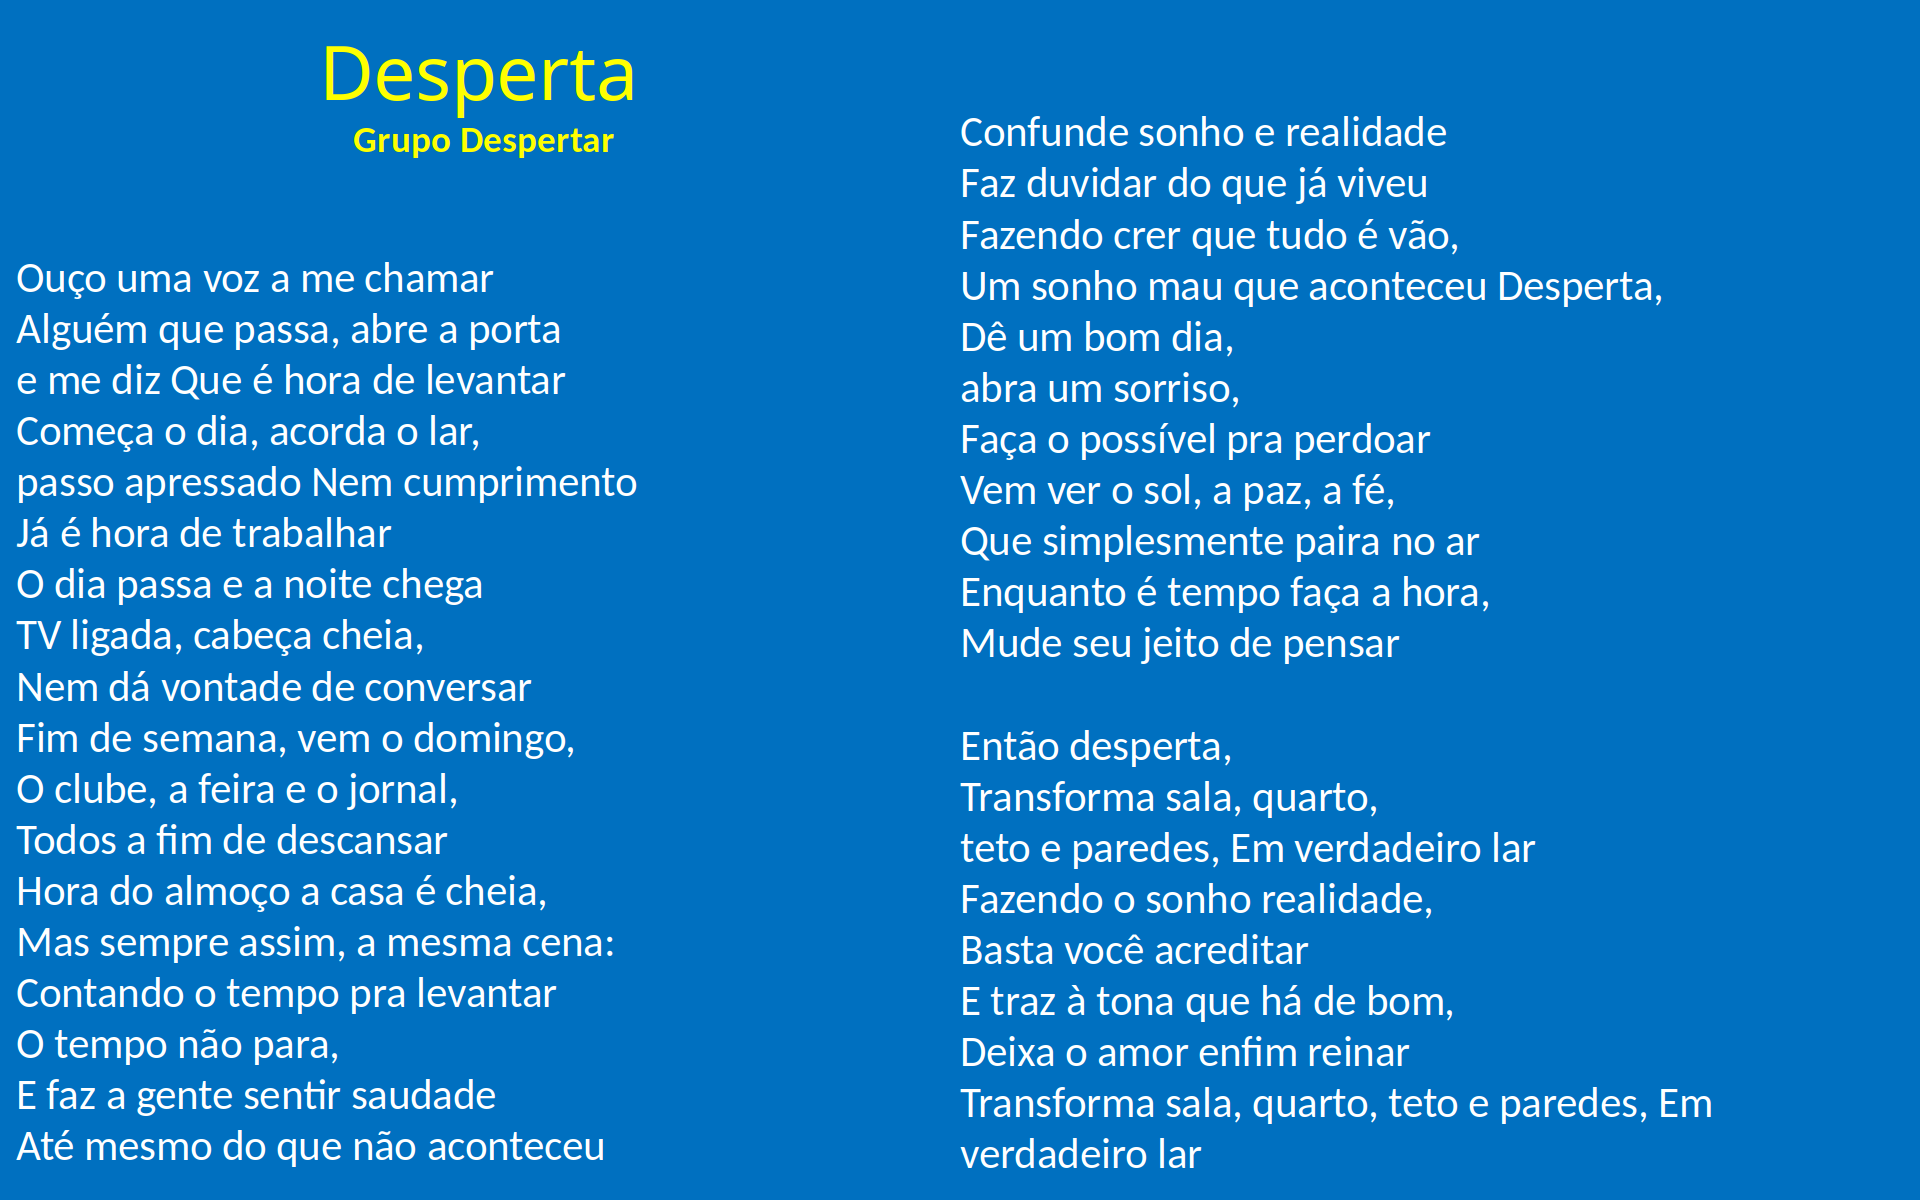 Desperta
Grupo Despertar
Ouço uma voz a me chamar
Alguém que passa, abre a porta
e me diz Que é hora de levantar
Começa o dia, acorda o lar,
passo apressado Nem cumprimento
Já é hora de trabalhar
O dia passa e a noite chega
TV ligada, cabeça cheia,
Nem dá vontade de conversar
Fim de semana, vem o domingo,
O clube, a feira e o jornal,
Todos a fim de descansar
Hora do almoço a casa é cheia,
Mas sempre assim, a mesma cena:
Contando o tempo pra levantar
O tempo não para,
E faz a gente sentir saudade
Até mesmo do que não aconteceu
Confunde sonho e realidade
Faz duvidar do que já viveu
Fazendo crer que tudo é vão,
Um sonho mau que aconteceu Desperta,
Dê um bom dia,
abra um sorriso,
Faça o possível pra perdoar
Vem ver o sol, a paz, a fé,
Que simplesmente paira no ar
Enquanto é tempo faça a hora,
Mude seu jeito de pensar
Então desperta,
Transforma sala, quarto,
teto e paredes, Em verdadeiro lar
Fazendo o sonho realidade,
Basta você acreditar
E traz à tona que há de bom,
Deixa o amor enfim reinar
Transforma sala, quarto, teto e paredes, Em
verdadeiro lar